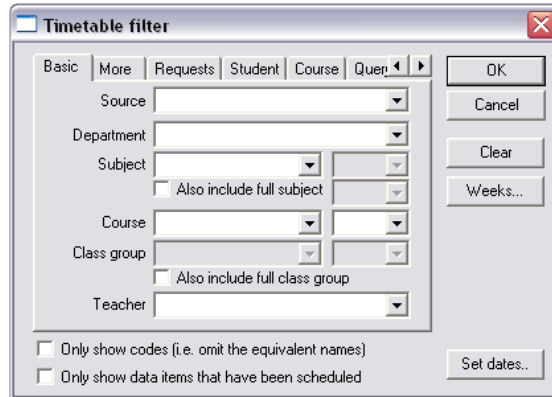 Timetable filter
Basic More Requests Student Course Quer
OK
Source
Cancel
Department
Subject
Clear
Also include full subject
Weeks...
Course
Class group
Also include full class group
Teacher
Only show codes (i.e. omit the equivalent names)
Set dates..
Only show data items that have been scheduled